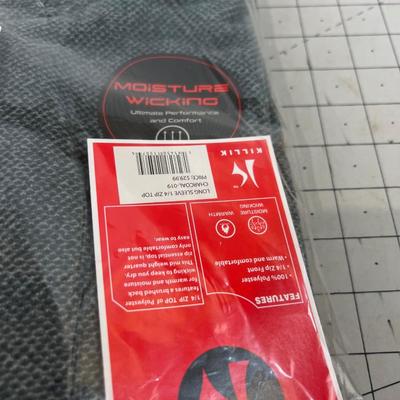 MOISTURE
WICKING
Ultimate Performance
and Comfort
KILLIK
LONG SLEEVE 1/4 ZIP TOP
CHARCOAL-019
PRICE: $29.99
MOISTURE
WICKING
WARMTH
FEATURES
• 100% Polyester
• 1/4 Zip Front
• Warm and comfortable
1/4 ZIP TOP of Polyester
features a brushed back
for warmth and moisture
wicking to keep you dry.
This mid weight quarter
zip essential top, is not
only comfortable but also
easy to wear.